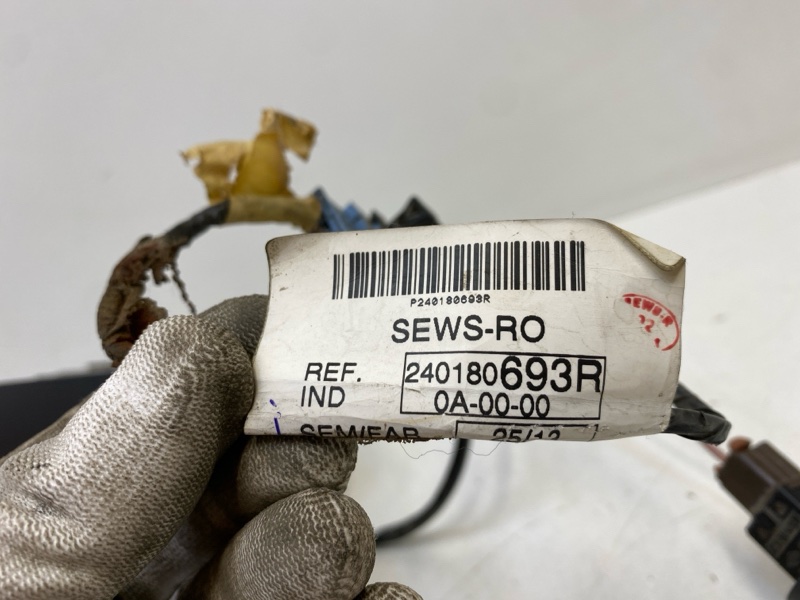 P240180693R
SEWS-RO
REF. 240180693R
IND 0A-00-00
25/12